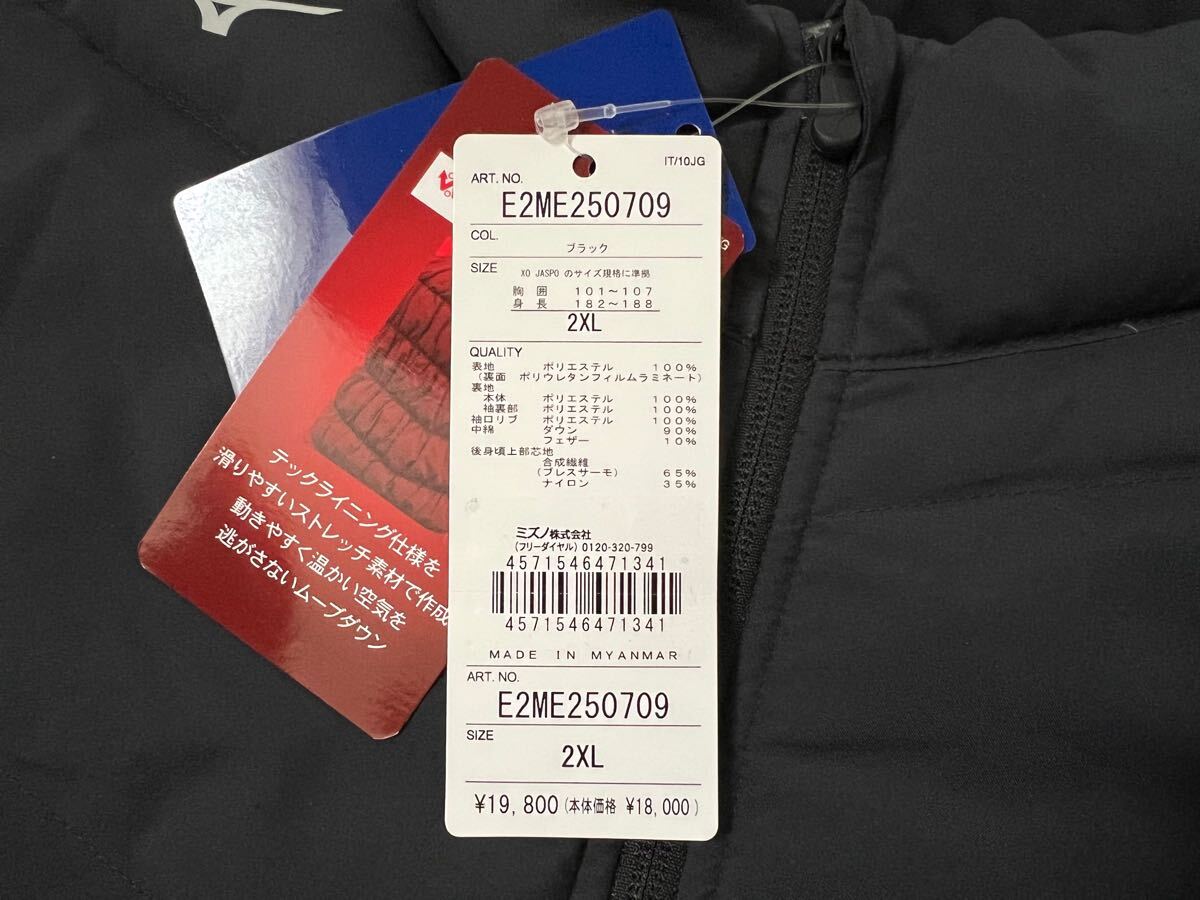 IT/10JG
ART. NO.
E2ME250709
COL.
ブラック
SIZE
XO JASPO のサイズ規格に準拠
胸 囲 101～107
身 長 182～188
2XL
QUALITY
表地 ポリエステル 100%
(裏面 ポリウレタンフィルムラミネート)
裏地
本体 ポリエステル 100%
袖裏部 ポリエステル 100%
袖口リブ ポリエステル 100%
中綿 ダウン 90%
フェザー 10%
後身頃上部芯地
合成繊維
(ブレスサーモ) 65%
ナイロン 35%
ミズノ株式会社
(フリーダイヤル) 0120-320-799
4571546471341
4571546471341
MADE IN MYANMAR
ART. NO.
E2ME250709
SIZE
2XL
¥19,800(本体価格 ¥18,000)
テックライニング仕様を
滑りやすいストレッチ素材で作成
動きやすく温かい空気を
逃がさないムーブダウン